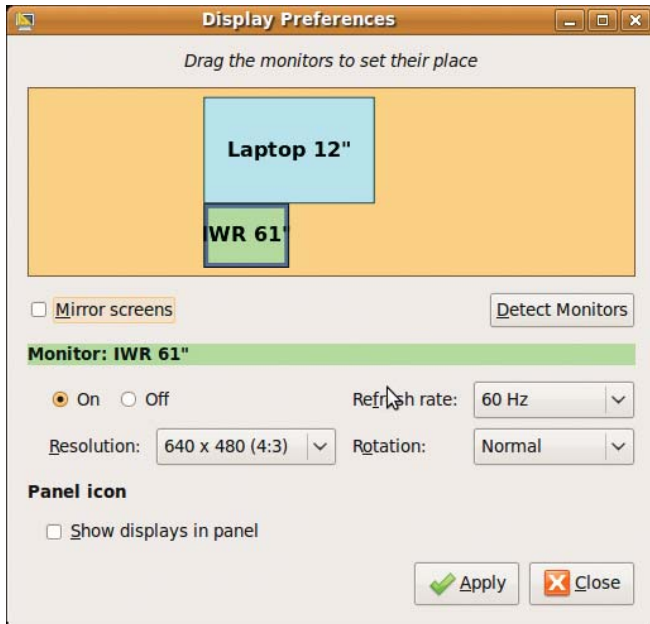 Display Preferences
Drag the monitors to set their place
Laptop 12"
IWR 61"
Mirror screens
Detect Monitors
Monitor: IWR 61"
On Off Refresh rate: 60 Hz
Resolution: 640 x 480 (4:3) Rotation: Normal
Panel icon
Show displays in panel
Apply Close